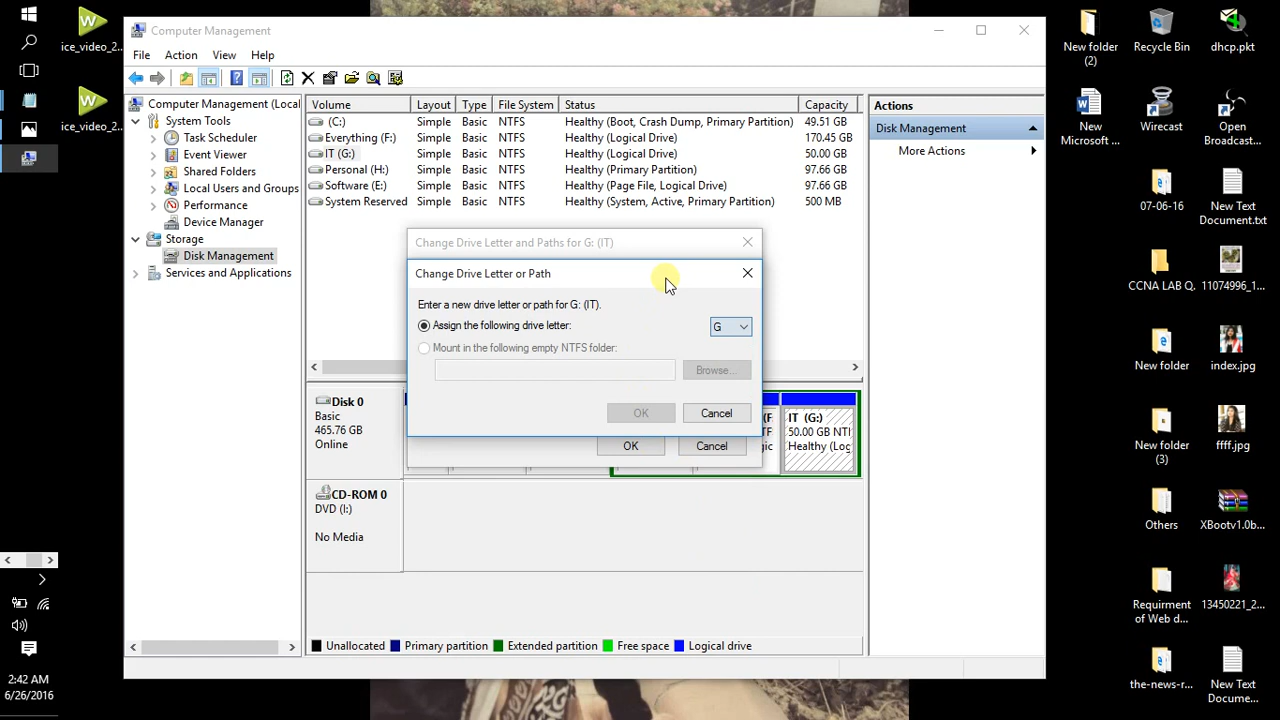 ice_video_2...
ice_video_2...
Computer Management
File Action View Help
Computer Management (Local
System Tools
Task Scheduler
Event Viewer
Shared Folders
Local Users and Groups
Performance
Device Manager
Storage
Disk Management
Services and Applications
Volume Layout Type File System Status Capacity
(C:) Simple Basic NTFS Healthy (Boot, Crash Dump, Primary Partition) 49.51 GB
Everything (F:) Simple Basic NTFS Healthy (Logical Drive) 170.45 GB
IT (G:) Simple Basic NTFS Healthy (Logical Drive) 50.00 GB
Personal (H:) Simple Basic NTFS Healthy (Primary Partition) 97.66 GB
Software (E:) Simple Basic NTFS Healthy (Page File, Logical Drive) 97.66 GB
System Reserved Simple Basic NTFS Healthy (System, Active, Primary Partition) 500 MB
Change Drive Letter and Paths for G: (IT)
Change Drive Letter or Path
Enter a new drive letter or path for G: (IT).
Assign the following drive letter:
G
Mount in the following empty NTFS folder:
Browse...
OK Cancel
OK Cancel
Disk 0
Basic
465.76 GB
Online
IT (G:)
50.00 GB NTI
Healthy (Log
CD-ROM 0
DVD (I:)
No Media
Unallocated Primary partition Extended partition Free space Logical drive
Actions
Disk Management
More Actions
New folder (2)
Recycle Bin
dhcp.pkt
New Microsoft ...
Wirecast
Open Broadcast...
07-06-16
New Text Document.txt
CCNA LAB Q.
11074996_1...
New folder
index.jpg
New folder (3)
ffff.jpg
Others
XBootv1.0b...
Requirment of Web d...
13450221_2...
the-news-r...
New Text Docume...
2:42 AM
6/26/2016